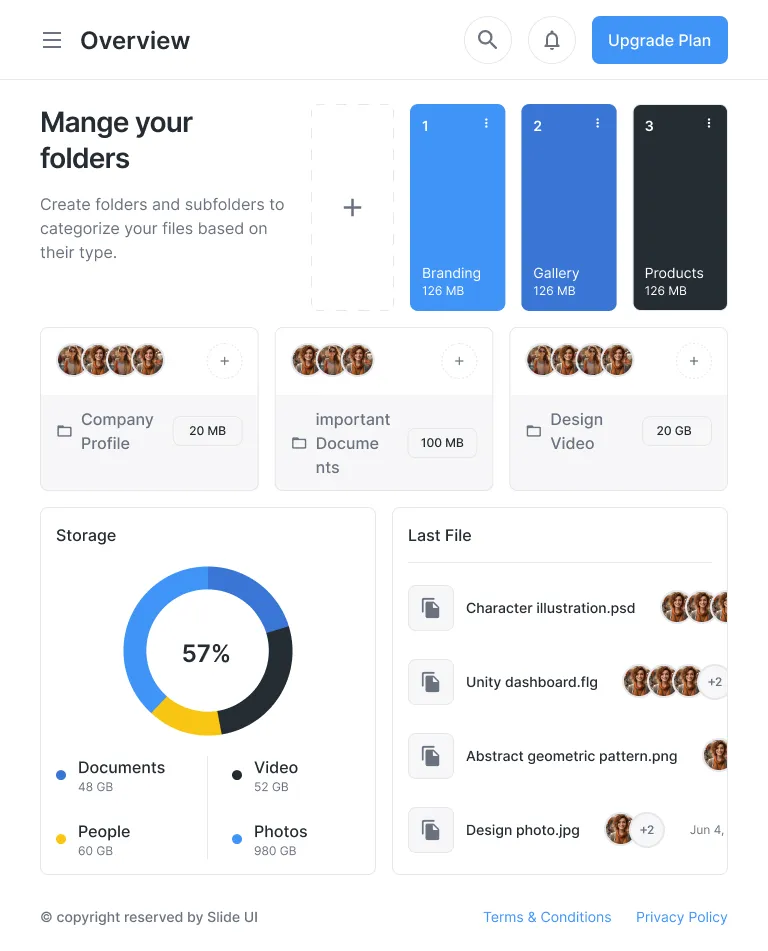 Overview
Upgrade Plan
Mange your
folders
Create folders and subfolders to
categorize your files based on
their type.
+
1
Branding
126 MB
2
Gallery
126 MB
3
Products
126 MB
+
Company
Profile
20 MB
+
important
Docume
nts
100 MB
+
Design
Video
20 GB
Storage
57%
Documents
48 GB
Video
52 GB
People
60 GB
Photos
980 GB
Last File
Character illustration.psd
Unity dashboard.flg
+2
Abstract geometric pattern.png
Design photo.jpg
+2
Jun 4,
© copyright reserved by Slide UI
Terms & Conditions
Privacy Policy